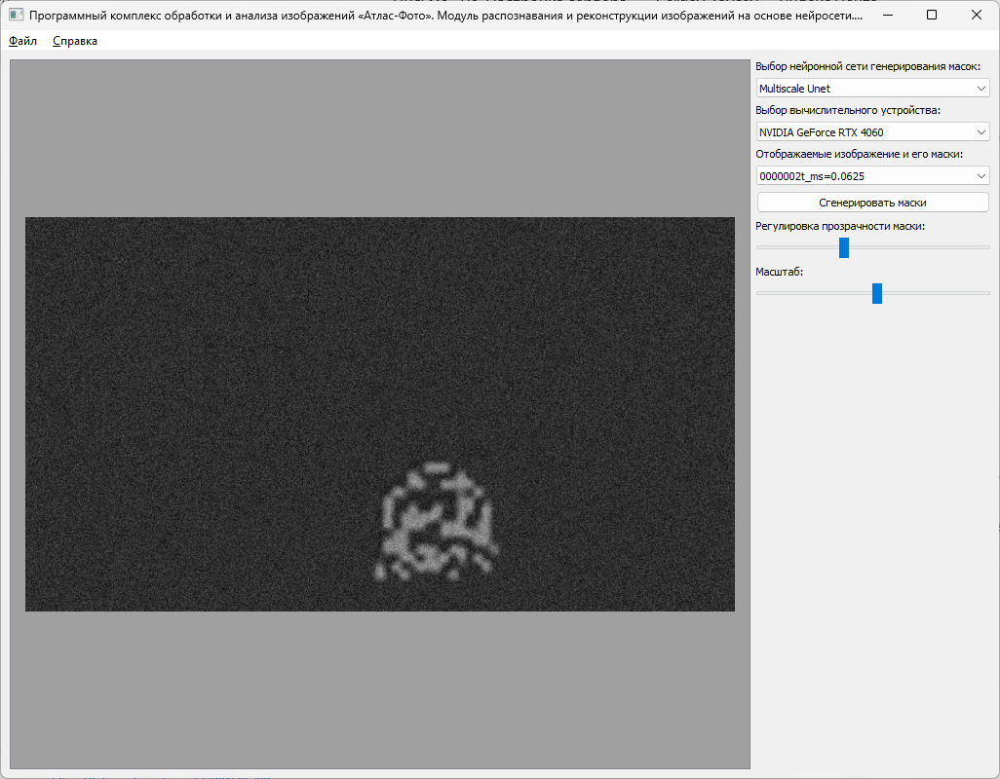 Программный комплекс обработки и анализа изображений «Атлас-Фото». Модуль распознавания и реконструкции изображений на основе нейросети....
Файл Справка
Выбор нейронной сети генерирования масок:
Multiscale Unet
Выбор вычислительного устройства:
NVIDIA GeForce RTX 4060
Отображаемые изображение и его маски:
0000002t_ms=0.0625
Сгенерировать маски
Регулировка прозрачности маски:
Масштаб: